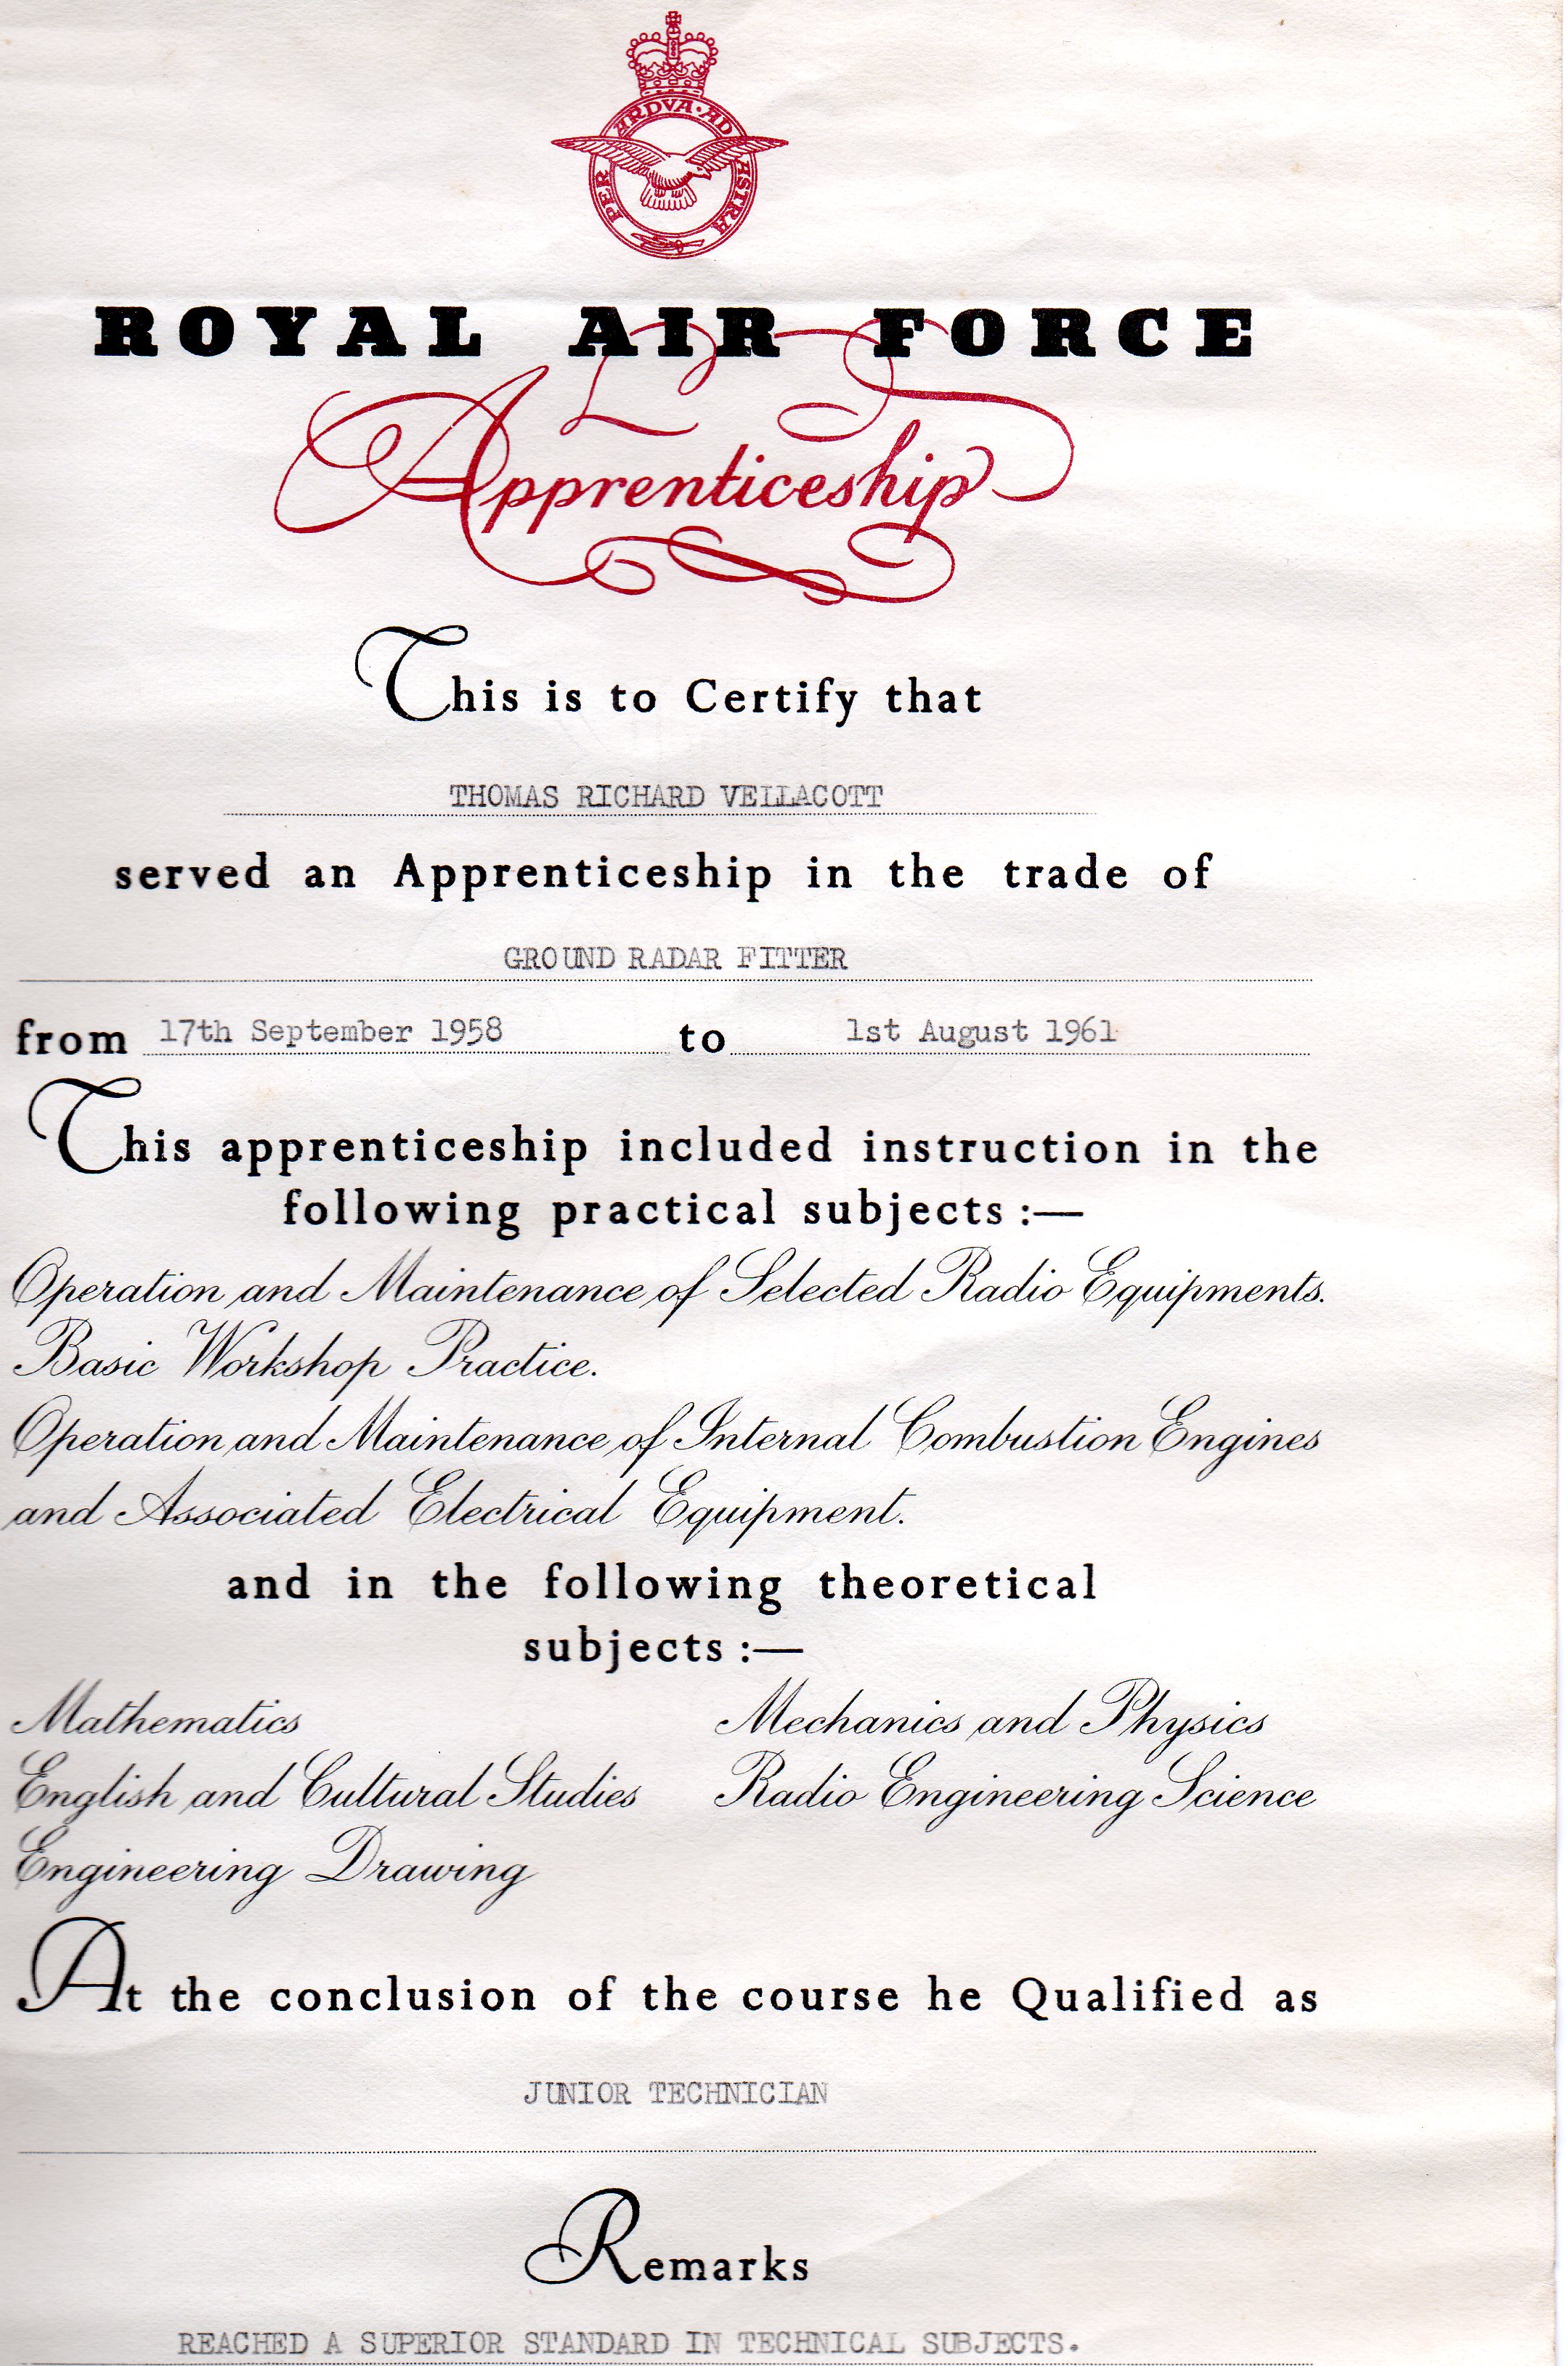 PER ARDVA·AD ASTRA
ROYAL AIR FORCE
Apprenticeship
This is to Certify that
THOMAS RICHARD VELLACOTT
served an Apprenticeship in the trade of
GROUND RADAR FITTER
from 17th September 1958 to 1st August 1961
This apprenticeship included instruction in the
following practical subjects :—
Operation and Maintenance of Selected Radio Equipments.
Basic Workshop Practice.
Operation and Maintenance of Internal Combustion Engines
and Associated Electrical Equipment.
and in the following theoretical
subjects :—
Mathematics Mechanics and Physics
English and Cultural Studies Radio Engineering Science
Engineering Drawing
At the conclusion of the course he Qualified as
JUNIOR TECHNICIAN
Remarks
REACHED A SUPERIOR STANDARD IN TECHNICAL SUBJECTS.